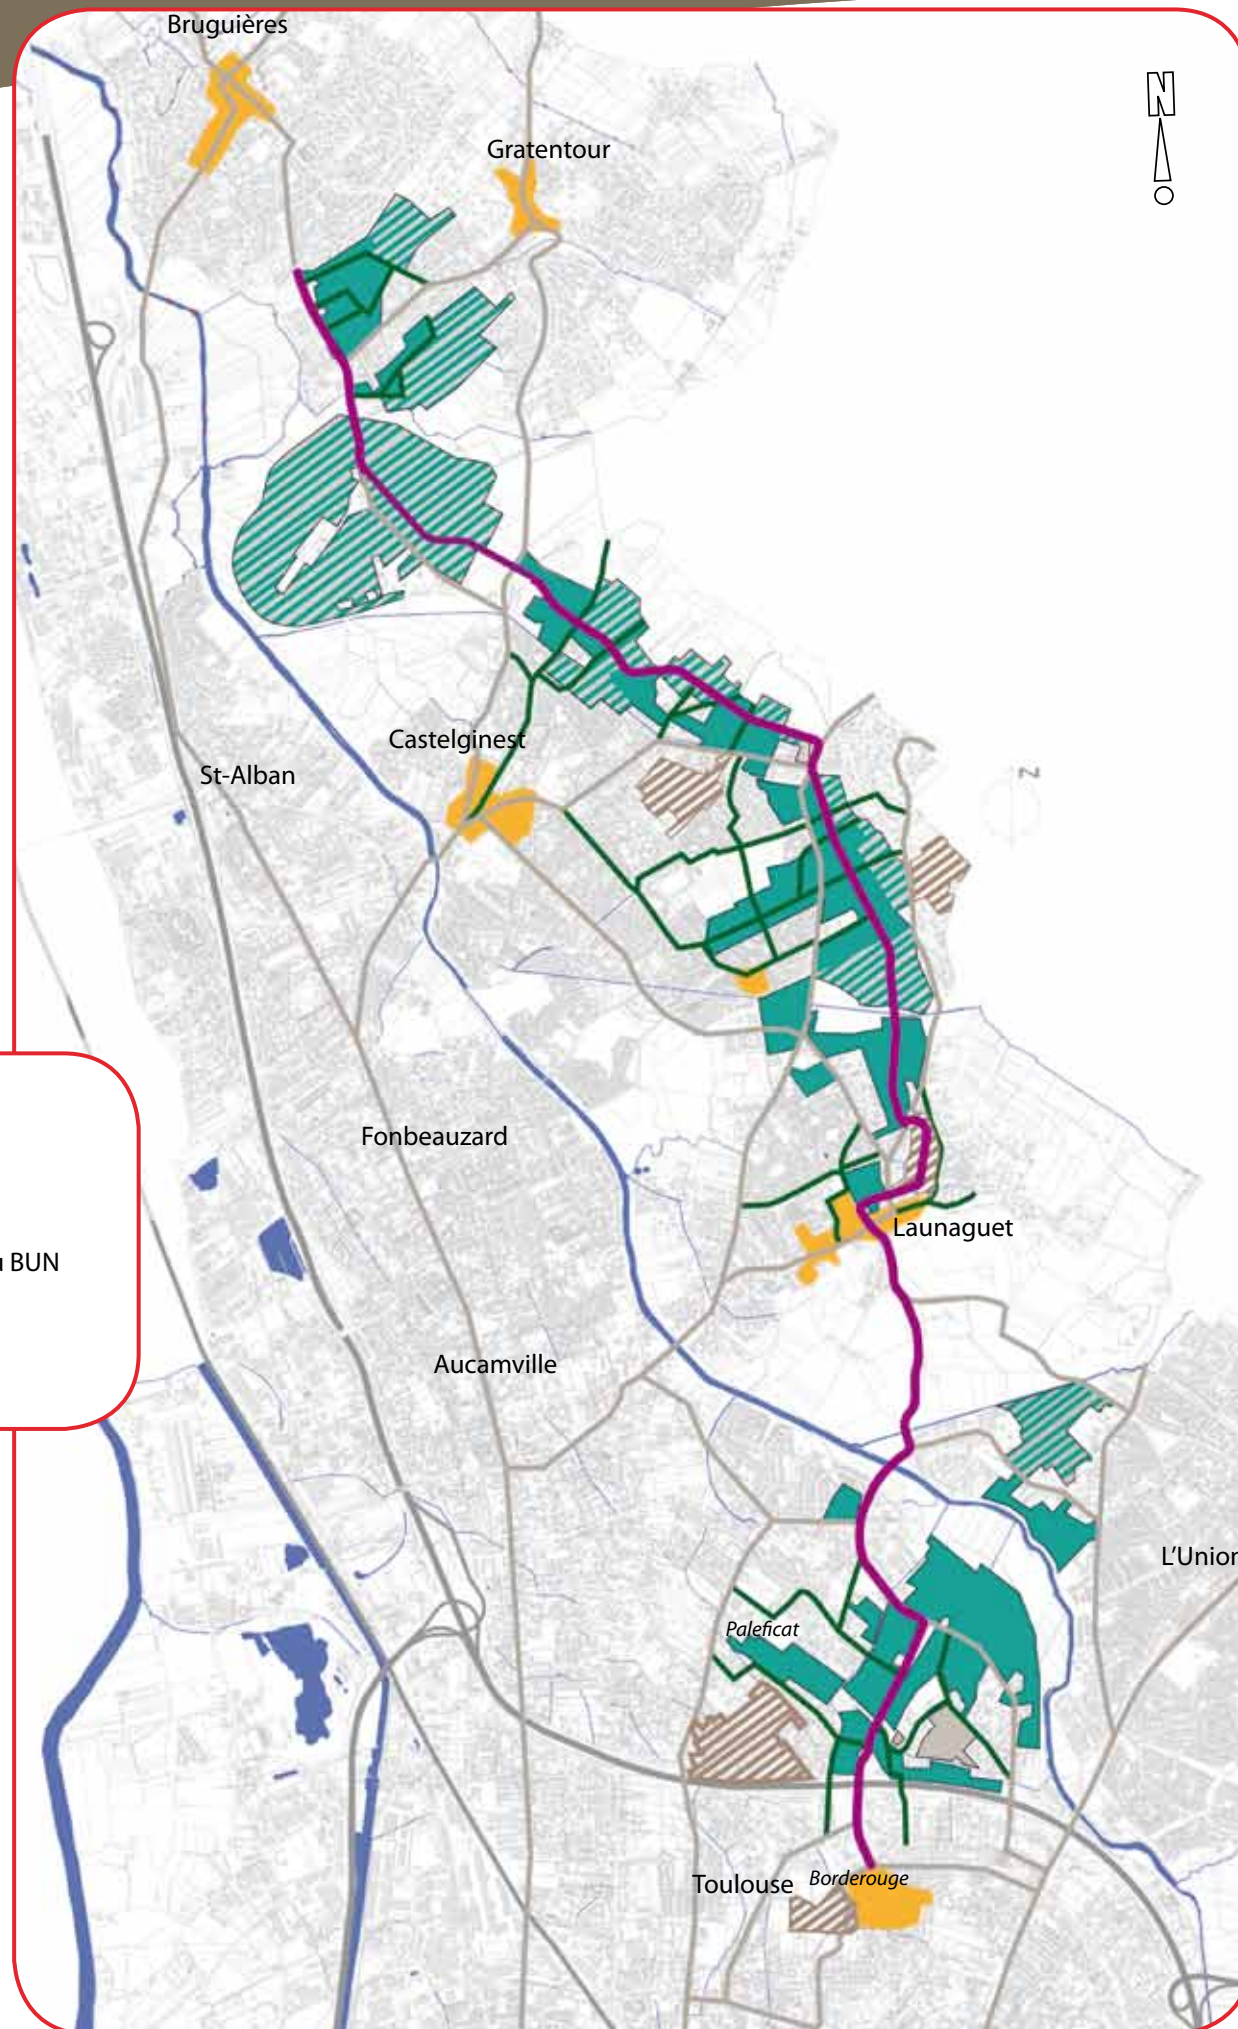 Bruguières
N
Gratentour
Castelginest
St-Alban
Z
Fonbeauzard
Launaguet
BUN
Aucamville
L'Union
Paleficat
Toulouse
Borderouge